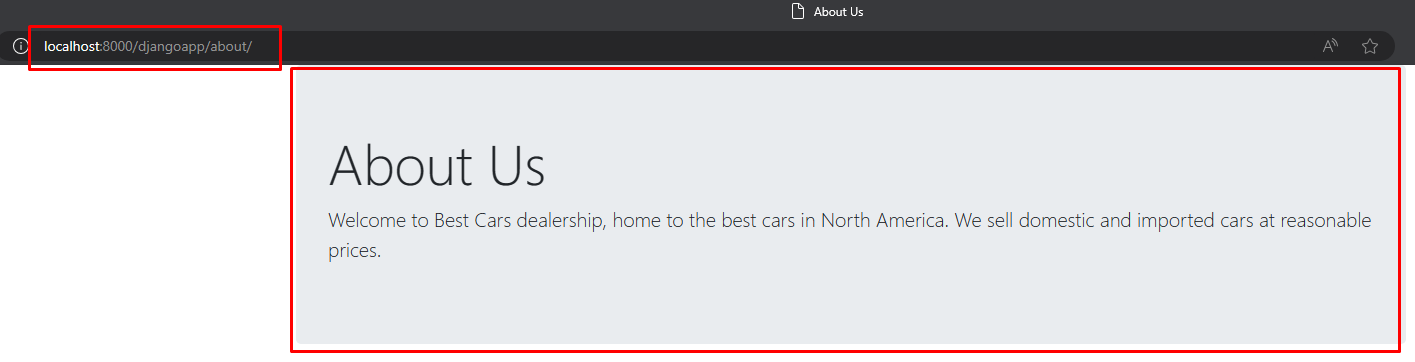 About Us
localhost:8000/djangoapp/about/
About Us
Welcome to Best Cars dealership, home to the best cars in North America. We sell domestic and imported cars at reasonable
prices.